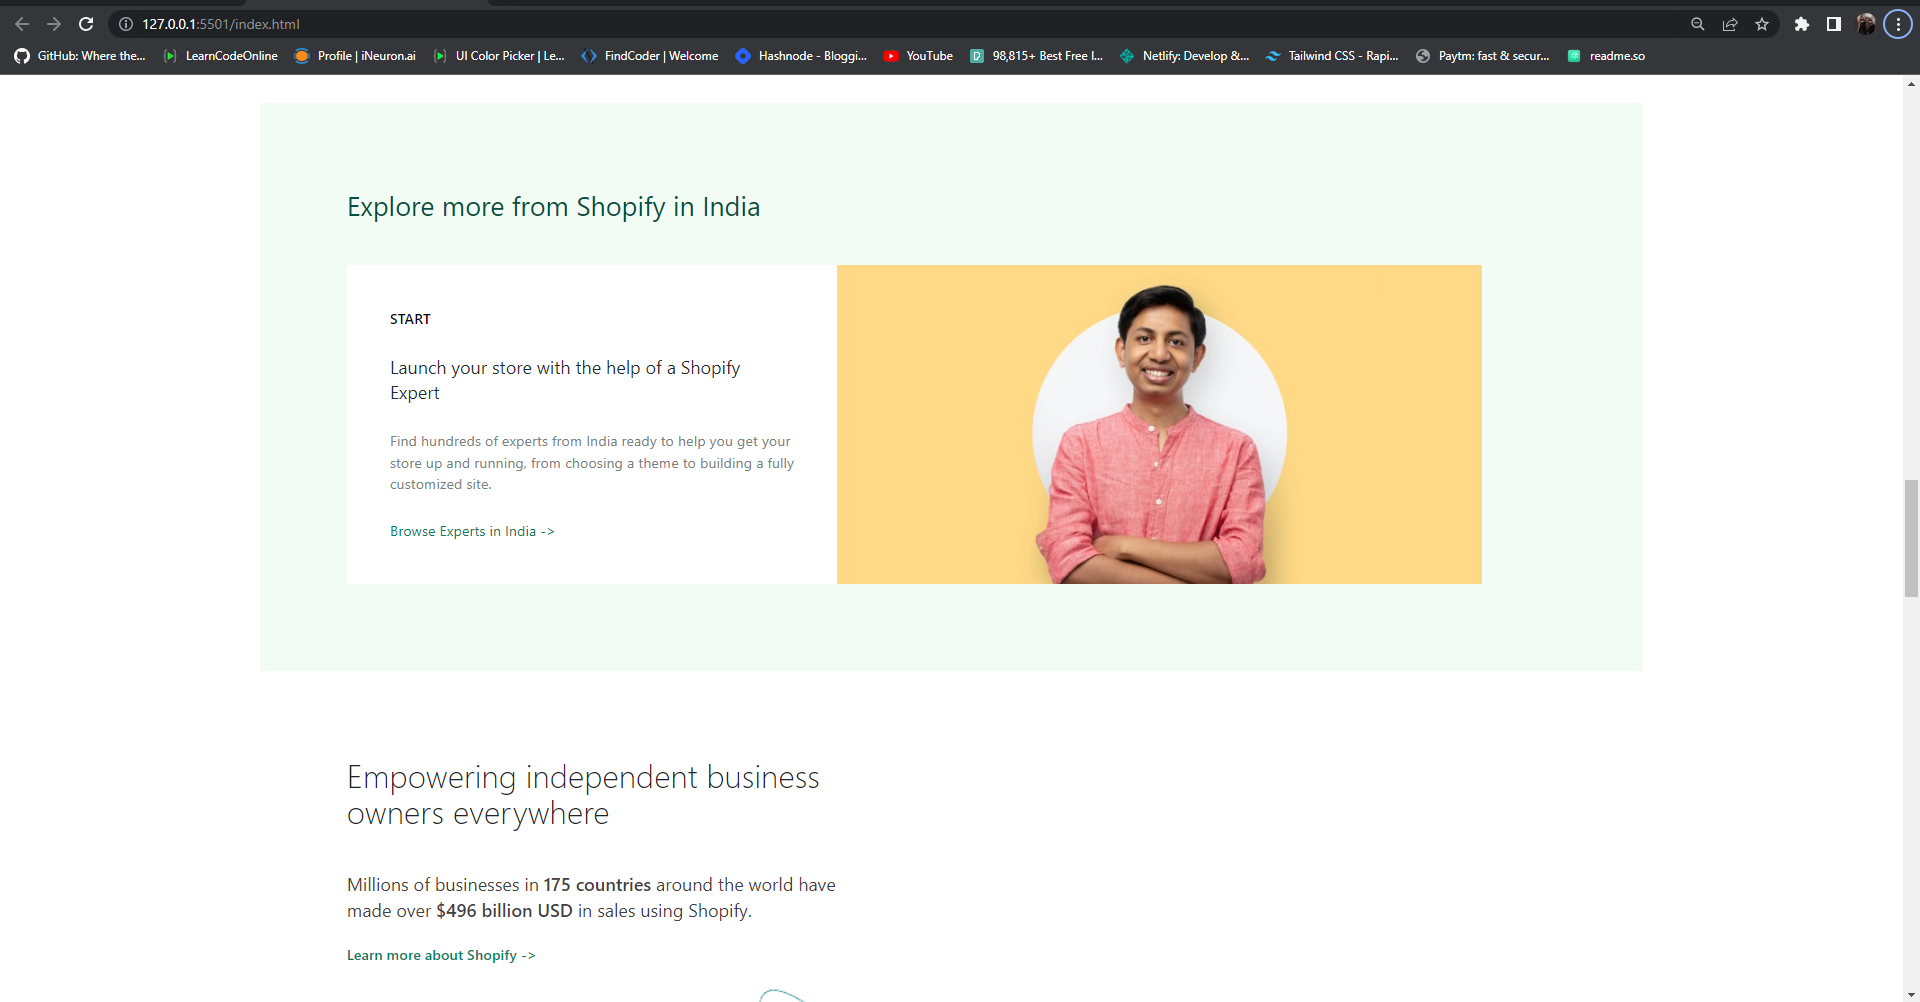 127.0.0.1:5501/index.html
GitHub: Where the... LearnCodeOnline Profile | iNeuron.ai UI Color Picker | Le... FindCoder | Welcome Hashnode - Bloggi... YouTube 98,815+ Best Free I... Netlify: Develop &... Tailwind CSS - Rapi... Paytm: fast & secur... readme.so
Explore more from Shopify in India
START
Launch your store with the help of a Shopify
Expert
Find hundreds of experts from India ready to help you get your
store up and running, from choosing a theme to building a fully
customized site.
Browse Experts in India ->
Empowering independent business
owners everywhere
Millions of businesses in 175 countries around the world have
made over $496 billion USD in sales using Shopify.
Learn more about Shopify ->